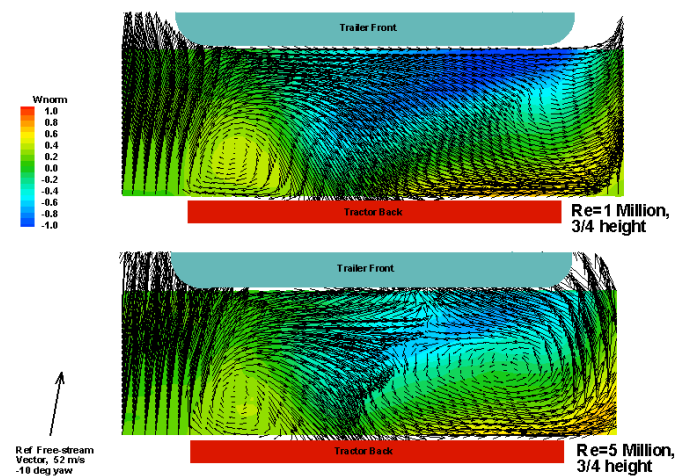 Trailer Front
Wnorm
1.0
0.8
0.6
0.4
0.2
0.0
-0.2
-0.4
-0.6
-0.8
-1.0
Tractor Back
Re=1 Million,
3/4 height
Trailer Front
Ref Free-stream
Vector, 52 m/s
-10 deg yaw
Tractor Back
Re=5 Million,
3/4 height